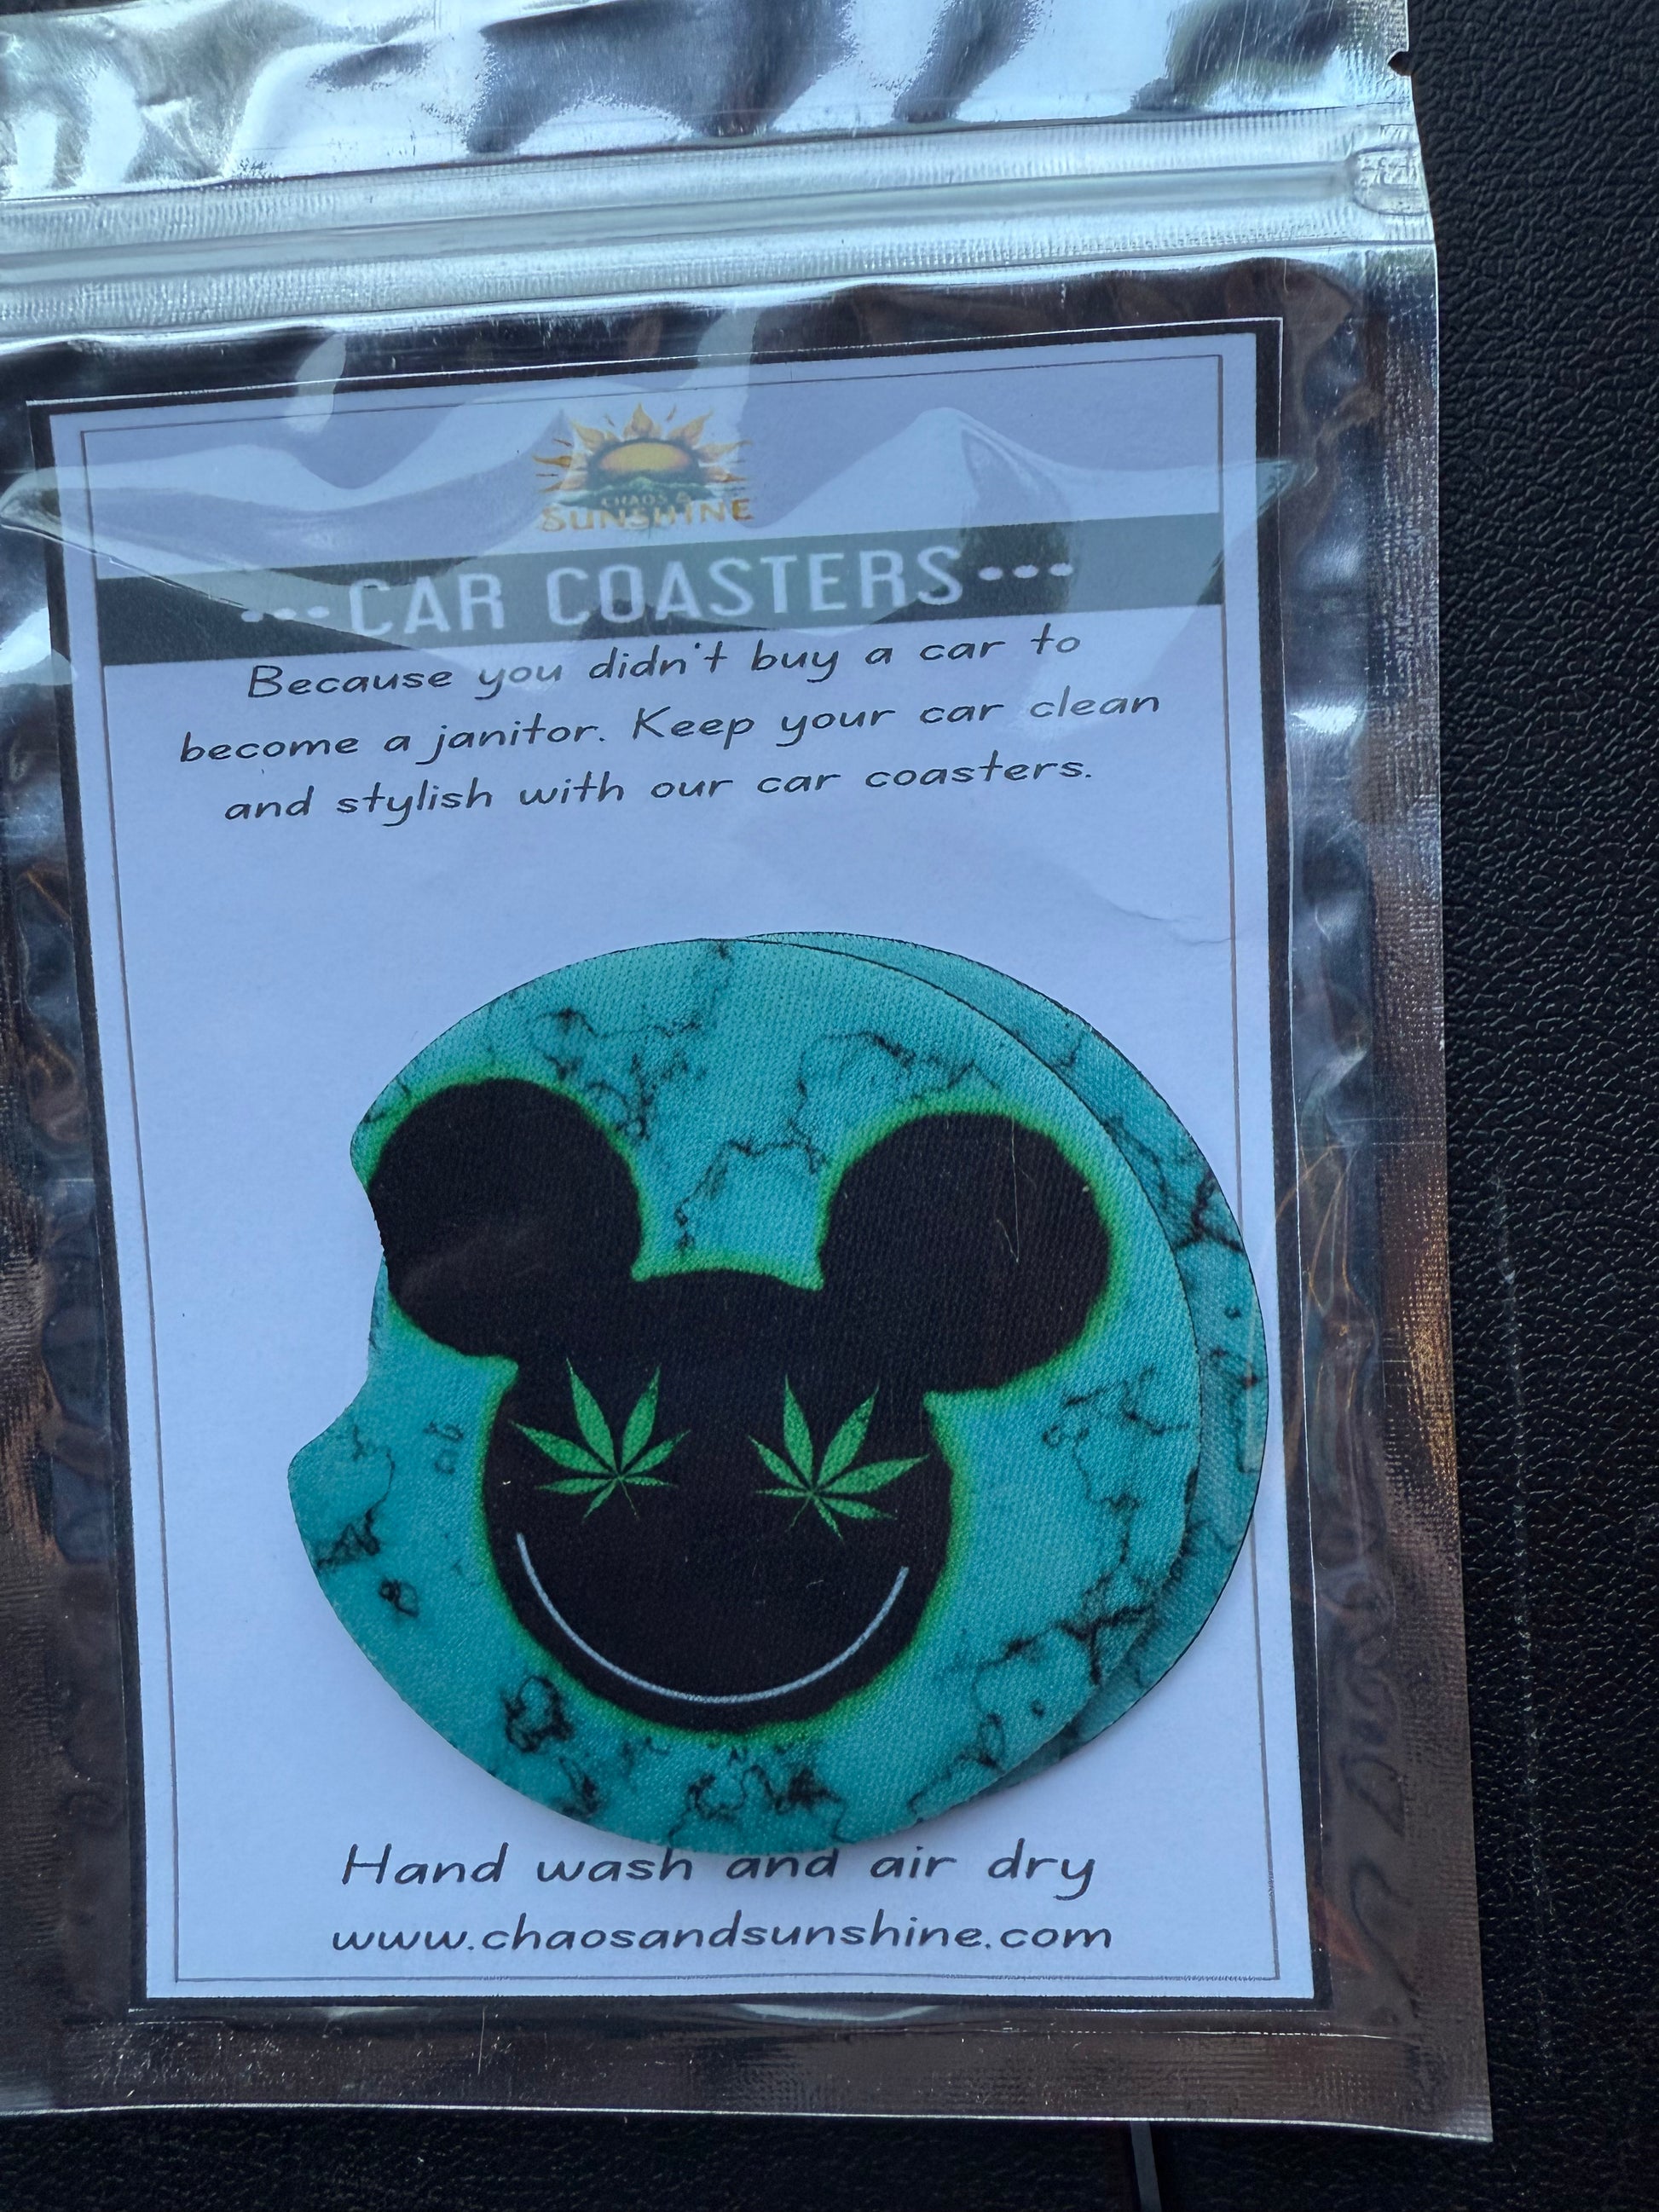 CHAOS &
SUNSHINE
•••CAR COASTERS•••
Because you didn't buy a car to
become a janitor. Keep your car clean
and stylish with our car coasters.
Hand wash and air dry
www.chaosandsunshine.com